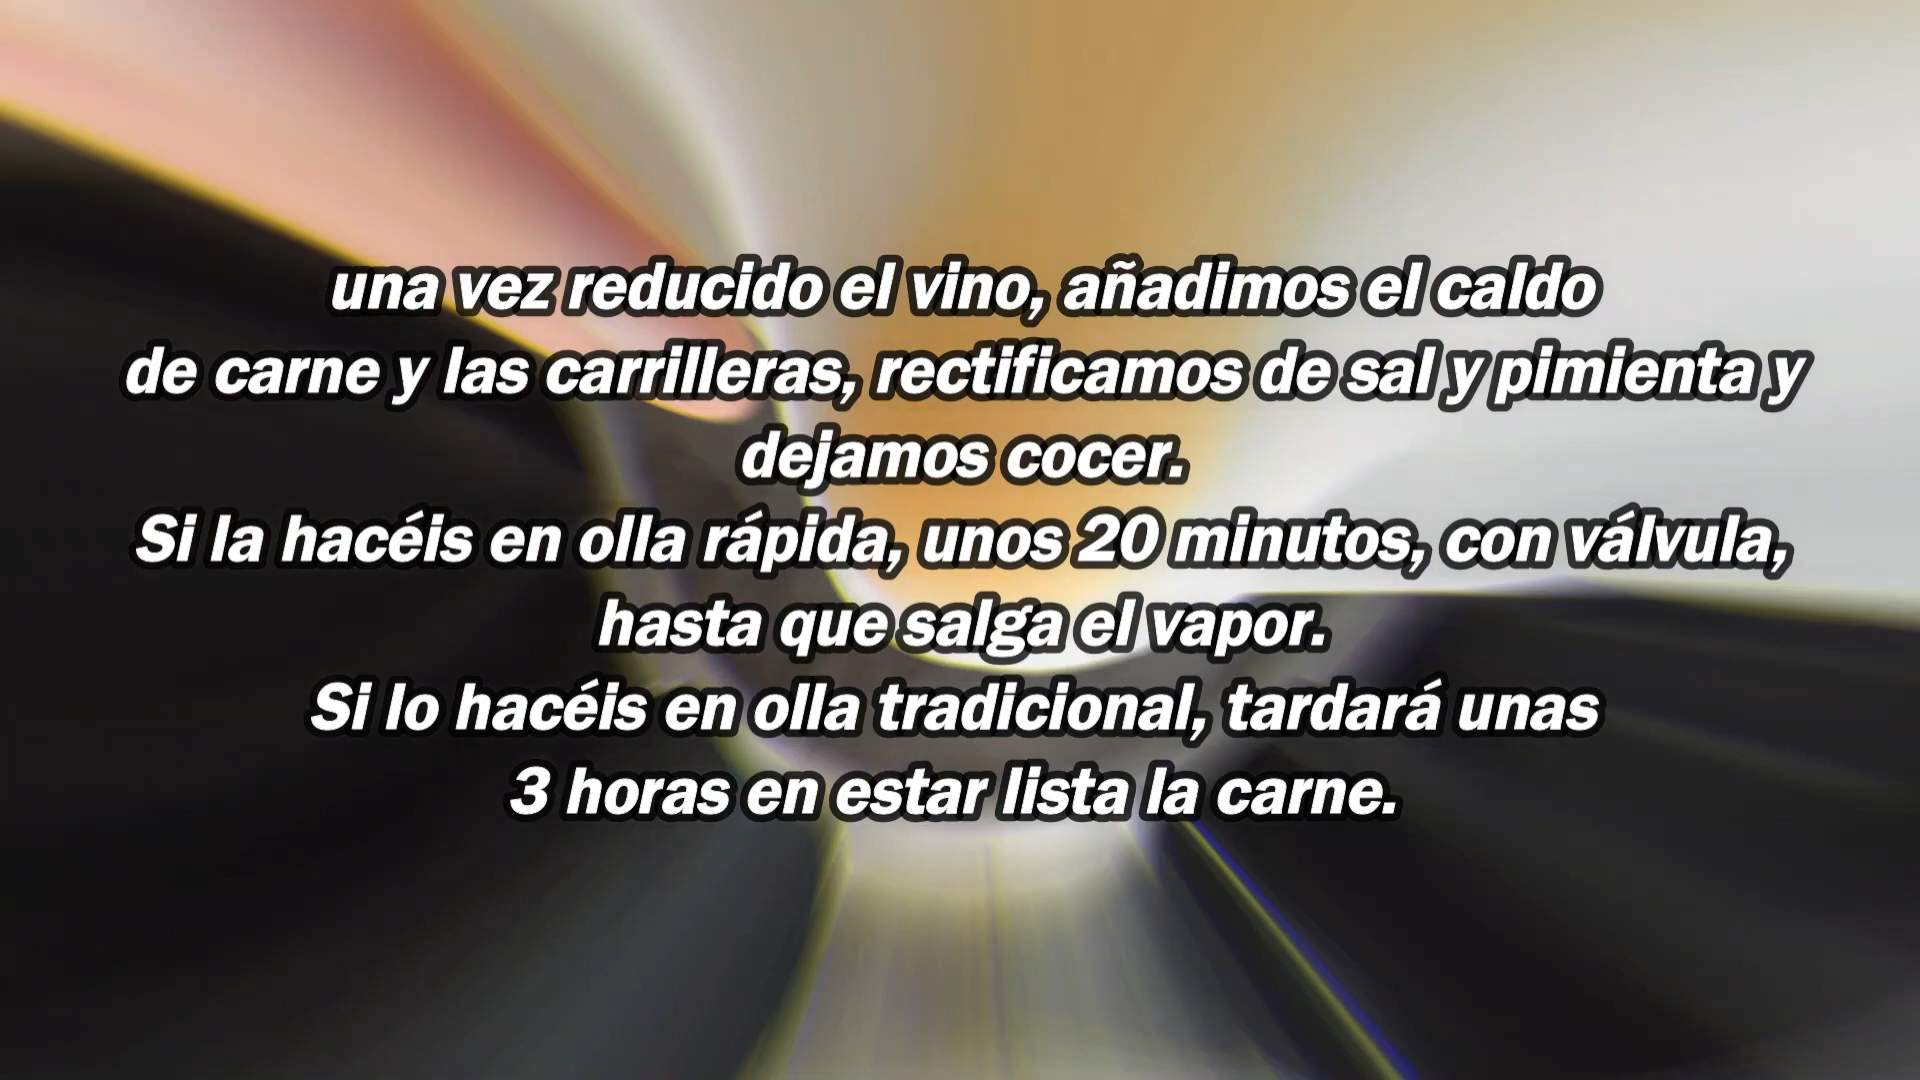 una vez reducido el vino, añadimos el caldo
de carne y las carrilleras, rectificamos de sal y pimienta y
dejamos cocer.
Si la hacéis en olla rápida, unos 20 minutos, con válvula,
hasta que salga el vapor.
Si lo hacéis en olla tradicional, tardará unas
3 horas en estar lista la carne.